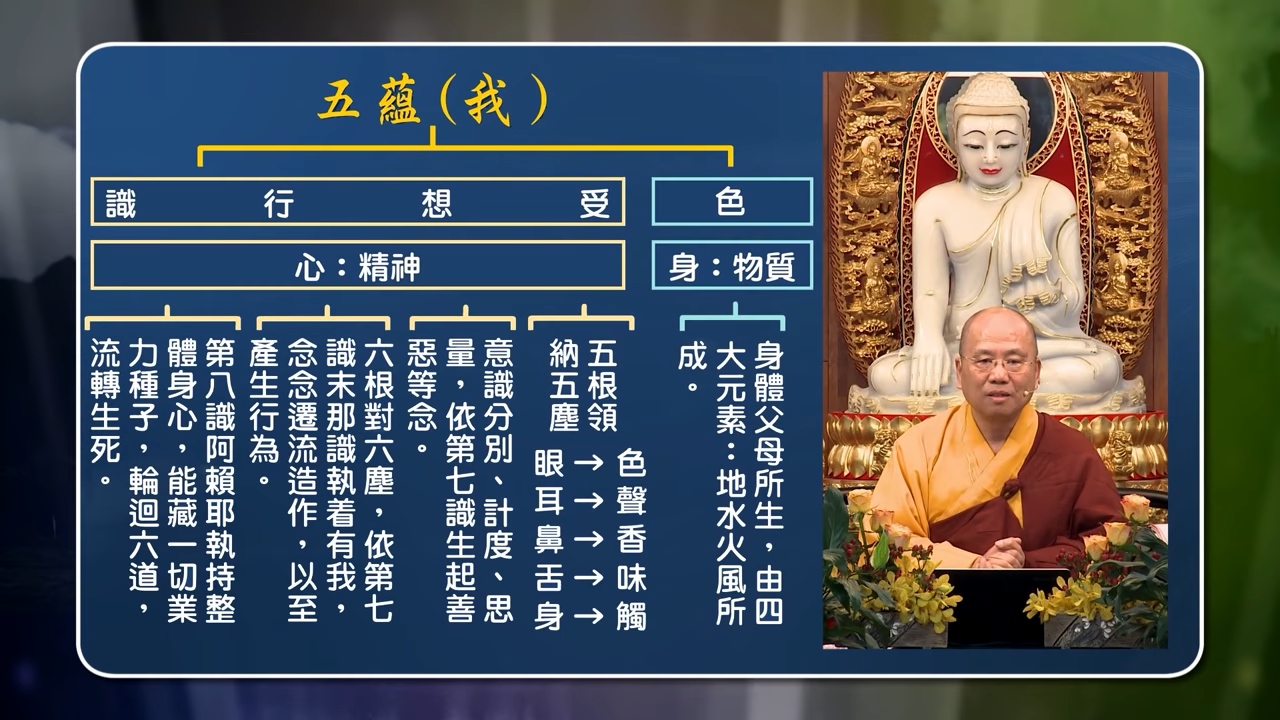 五蘊(我)
色
受想行識
身：物質
心：精神
身體父母所生，由四
大元素：地水火風所
成。
五根領
納五塵
眼→色
耳→聲
鼻→香
舌→味
身→觸
意識分別、計度、思
量，依第七識生起善
惡等念。
六根對六塵，依第七
識末那識執着有我，
念念遷流造作，以至
產生行為。
第八識阿賴耶執持整
體身心，能藏一切業
力種子，輪迴六道，
流轉生死。